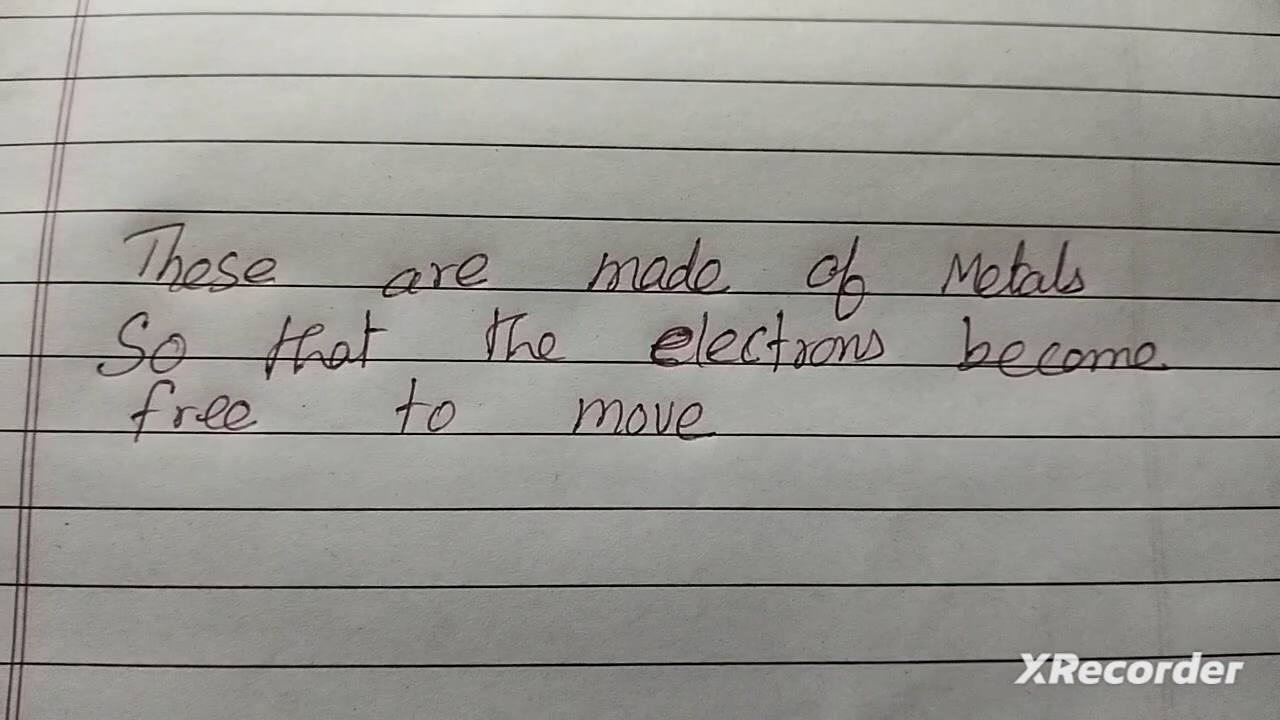 These are made of Metals
So that the electrons become
free to move
XRecorder